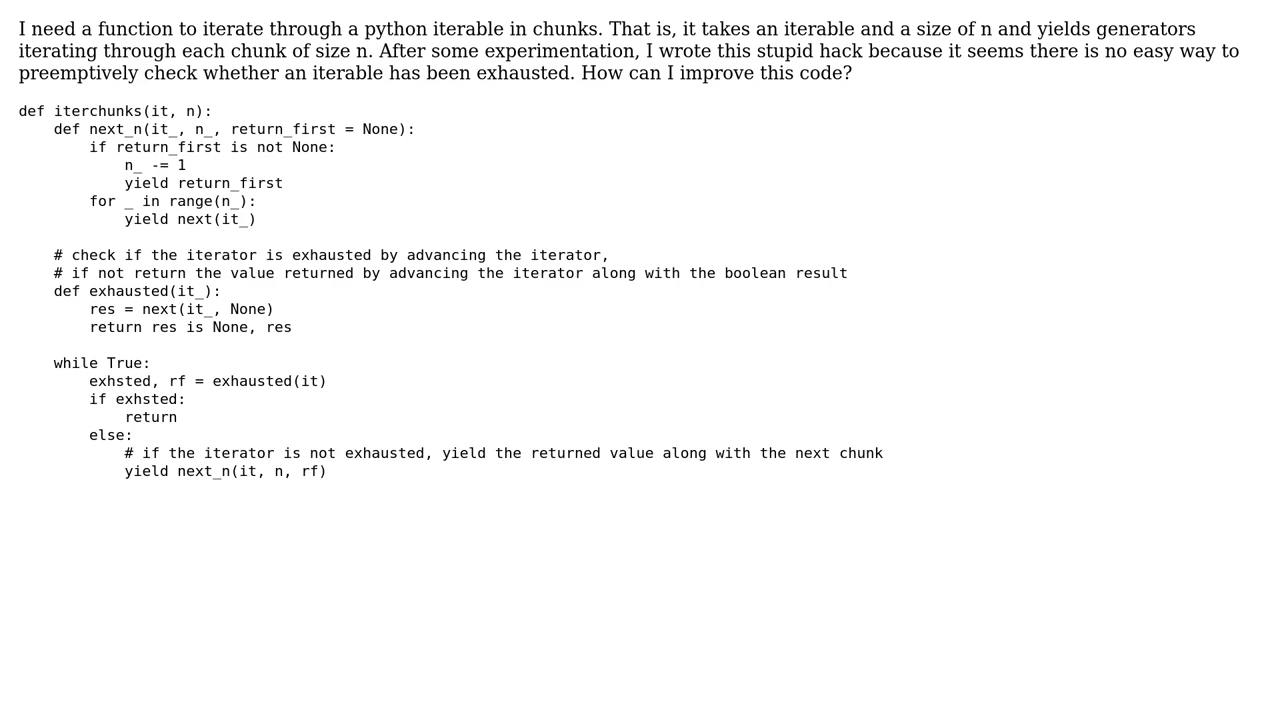 I need a function to iterate through a python iterable in chunks. That is, it takes an iterable and a size of n and yields generators
iterating through each chunk of size n. After some experimentation, I wrote this stupid hack because it seems there is no easy way to
preemptively check whether an iterable has been exhausted. How can I improve this code?
def iterchunks(it, n):
    def next_n(it_, n_, return_first = None):
        if return_first is not None:
            n_ -= 1
            yield return_first
        for _ in range(n_):
            yield next(it_)
    # check if the iterator is exhausted by advancing the iterator,
    # if not return the value returned by advancing the iterator along with the boolean result
    def exhausted(it_):
        res = next(it_, None)
        return res is None, res
    while True:
        exhsted, rf = exhausted(it)
        if exhsted:
            return
        else:
            # if the iterator is not exhausted, yield the returned value along with the next chunk
            yield next_n(it, n, rf)